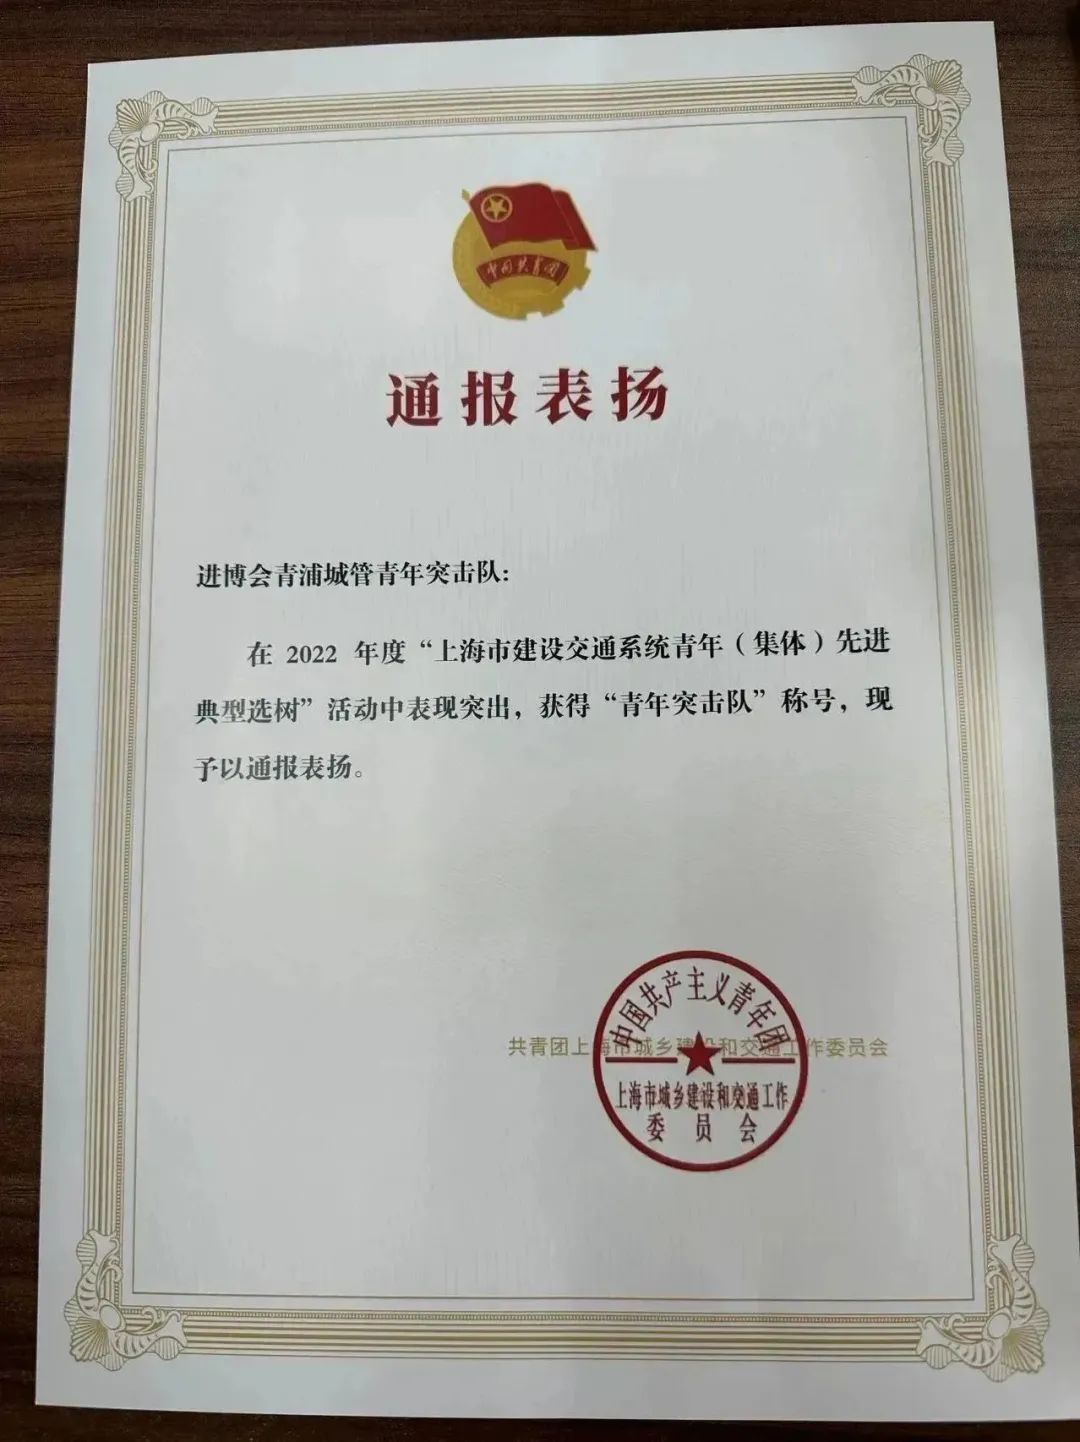 中国共青团
通报表扬
进博会青浦城管青年突击队：
在 2022 年度“上海市建设交通系统青年（集体）先进
典型选树”活动中表现突出，获得“青年突击队”称号，现
予以通报表扬。
共青团上海市城乡建设和交通工作委员会
中国共产主义青年团
上海市城乡建设和交通工作
委员会